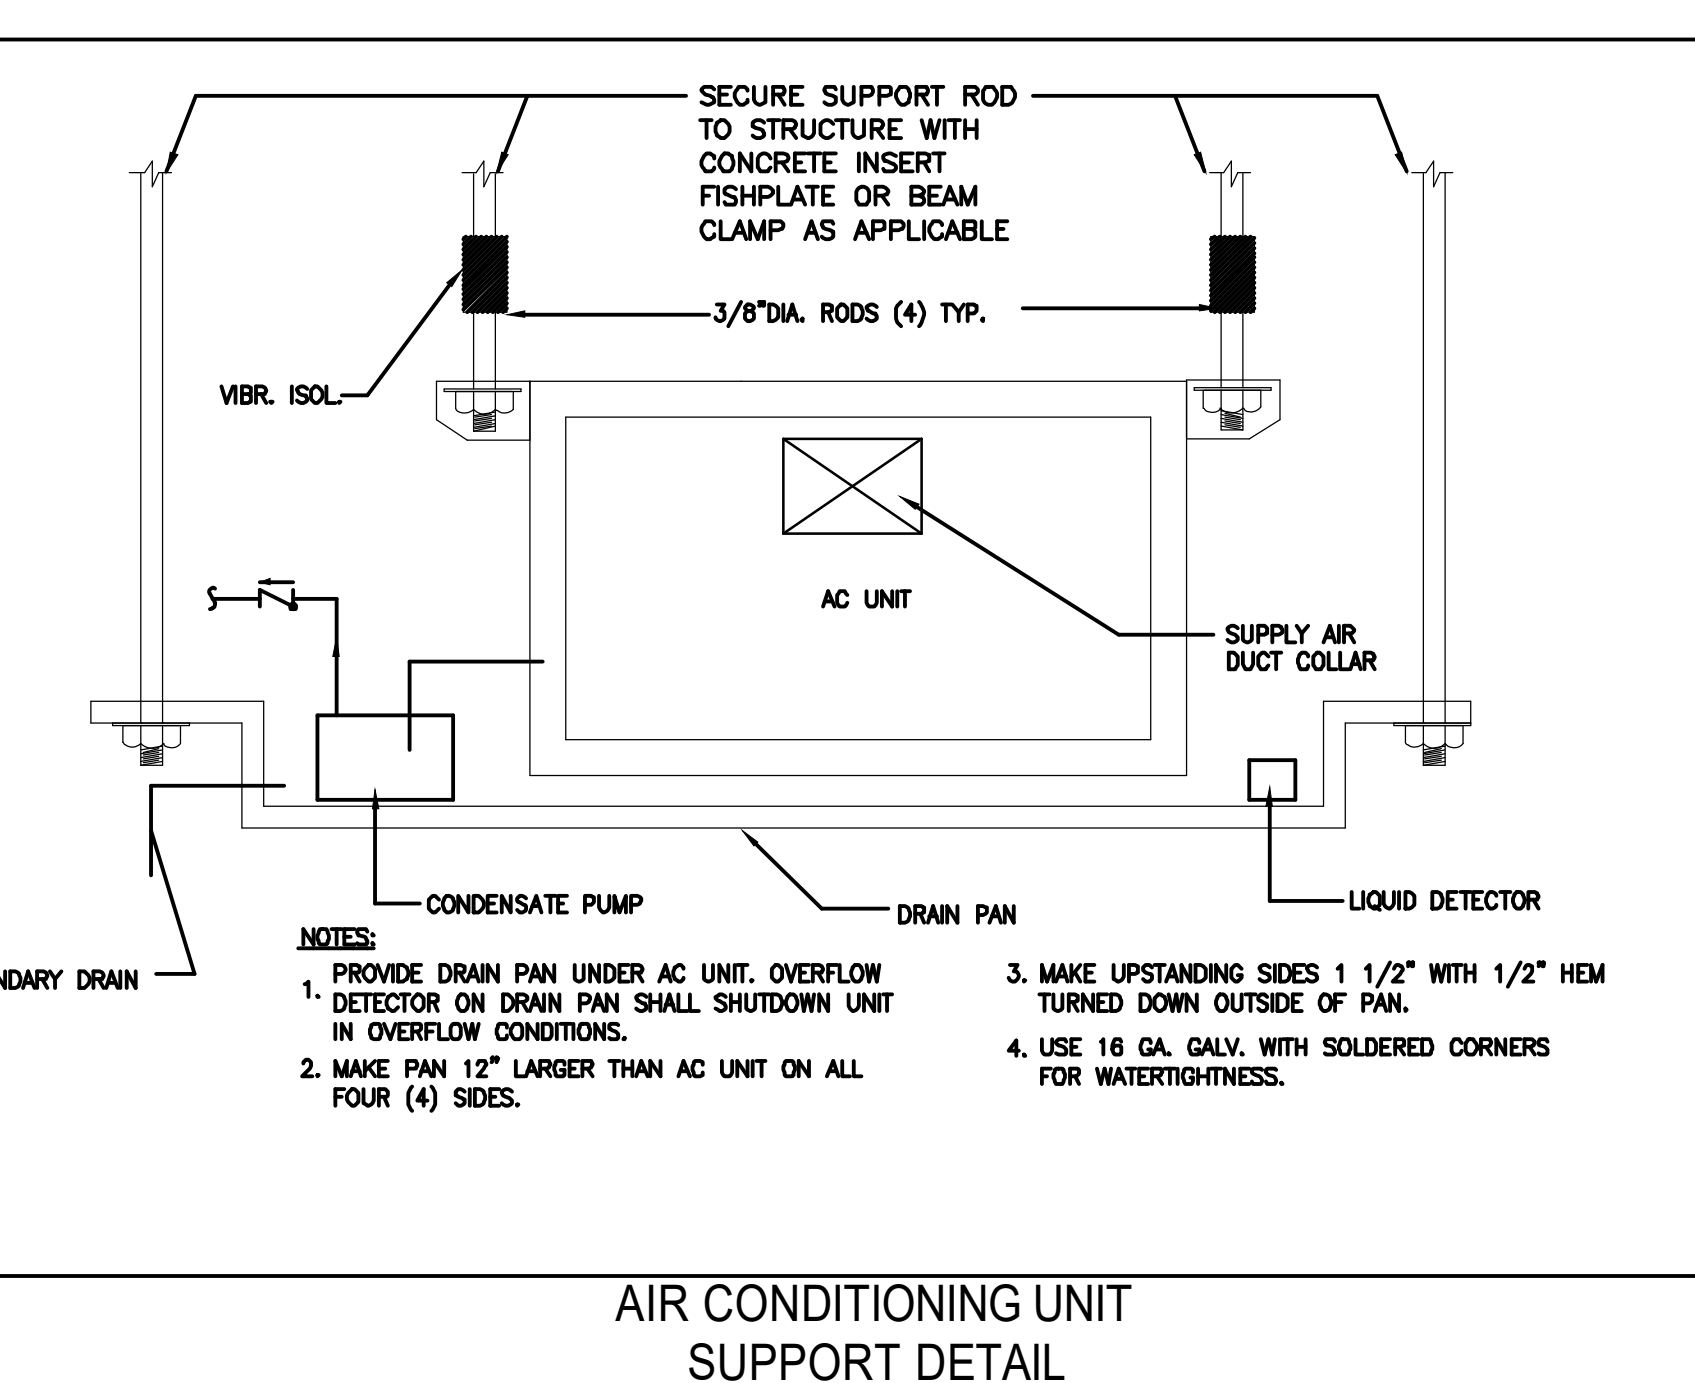 SECURE SUPPORT ROD
TO STRUCTURE WITH
CONCRETE INSERT
FISHPLATE OR BEAM
CLAMP AS APPLICABLE
3/8"DIA. RODS (4) TYP.
VIBR. ISOL.
AC UNIT
SUPPLY AIR
DUCT COLLAR
CONDENSATE PUMP
DRAIN PAN
LIQUID DETECTOR
DRAIN
NOTES:
1. PROVIDE DRAIN PAN UNDER AC UNIT. OVERFLOW
DETECTOR ON DRAIN PAN SHALL SHUTDOWN UNIT
IN OVERFLOW CONDITIONS.
2. MAKE PAN 12" LARGER THAN AC UNIT ON ALL
FOUR (4) SIDES.
3. MAKE UPSTANDING SIDES 1 1/2" WITH 1/2" HEM
TURNED DOWN OUTSIDE OF PAN.
4. USE 16 GA. GALV. WITH SOLDERED CORNERS
FOR WATERTIGHTNESS.
AIR CONDITIONING UNIT
SUPPORT DETAIL